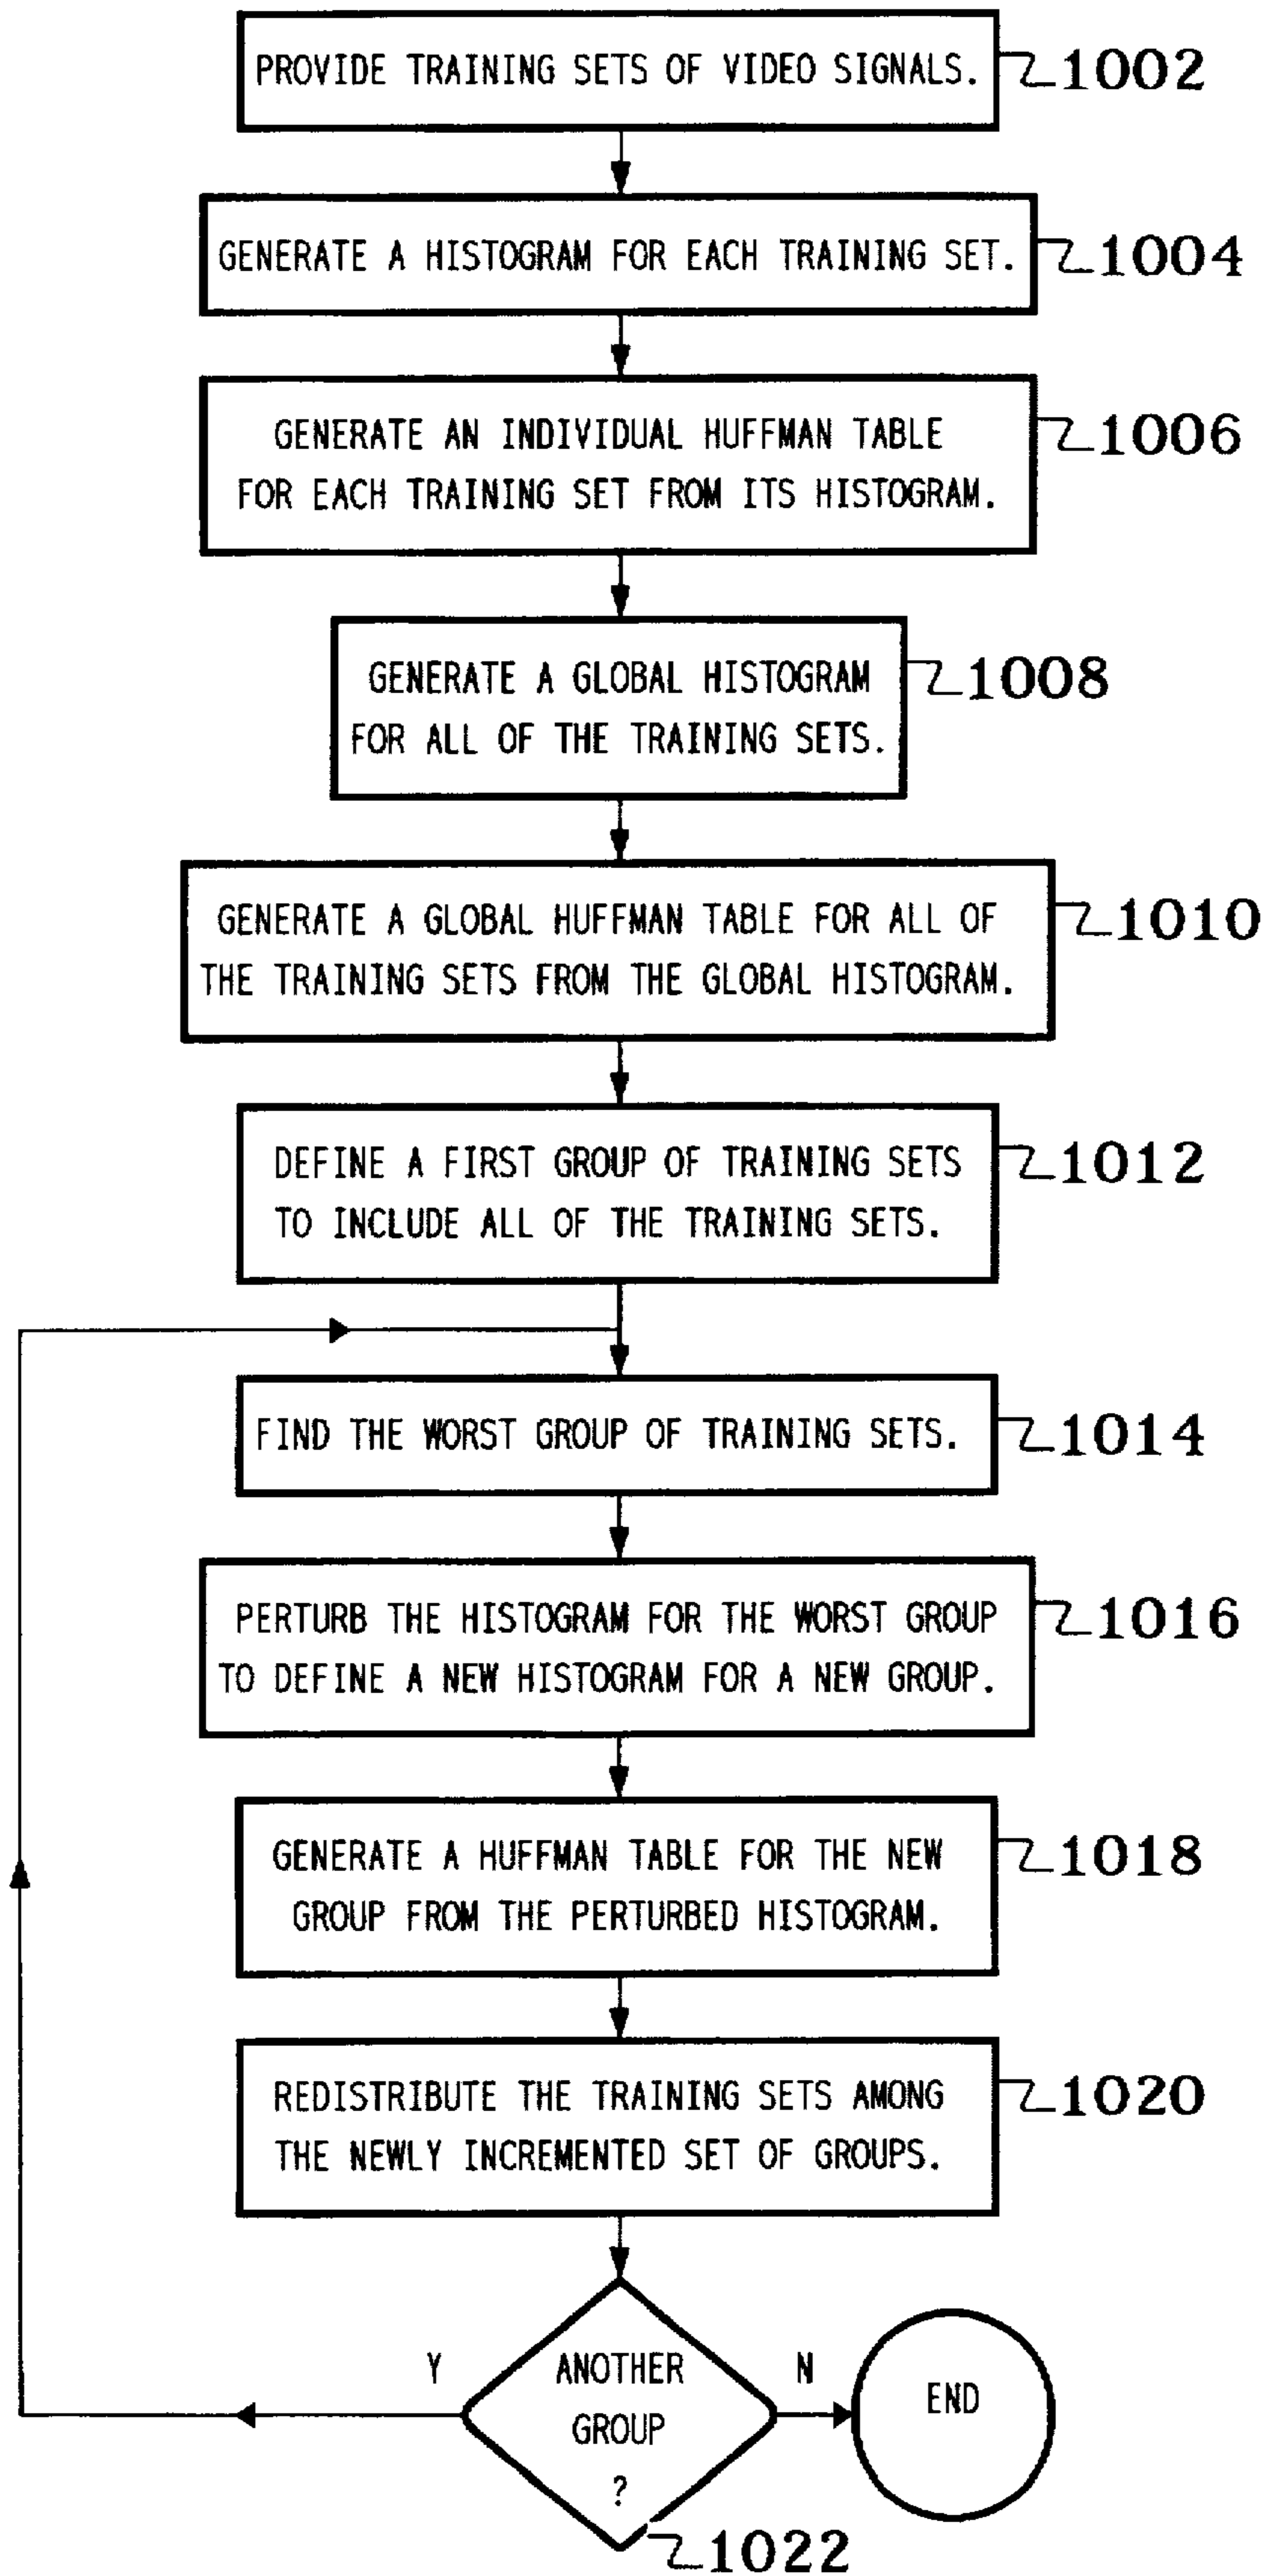 PROVIDE TRAINING SETS OF VIDEO SIGNALS.
1002
GENERATE A HISTOGRAM FOR EACH TRAINING SET.
1004
GENERATE AN INDIVIDUAL HUFFMAN TABLE
FOR EACH TRAINING SET FROM ITS HISTOGRAM.
1006
GENERATE A GLOBAL HISTOGRAM
FOR ALL OF THE TRAINING SETS.
1008
GENERATE A GLOBAL HUFFMAN TABLE FOR ALL OF
THE TRAINING SETS FROM THE GLOBAL HISTOGRAM.
1010
DEFINE A FIRST GROUP OF TRAINING SETS
TO INCLUDE ALL OF THE TRAINING SETS.
1012
FIND THE WORST GROUP OF TRAINING SETS.
1014
PERTURB THE HISTOGRAM FOR THE WORST GROUP
TO DEFINE A NEW HISTOGRAM FOR A NEW GROUP.
1016
GENERATE A HUFFMAN TABLE FOR THE NEW
GROUP FROM THE PERTURBED HISTOGRAM.
1018
REDISTRIBUTE THE TRAINING SETS AMONG
THE NEWLY INCREMENTED SET OF GROUPS.
1020
Y
ANOTHER
GROUP
?
N
END
1022